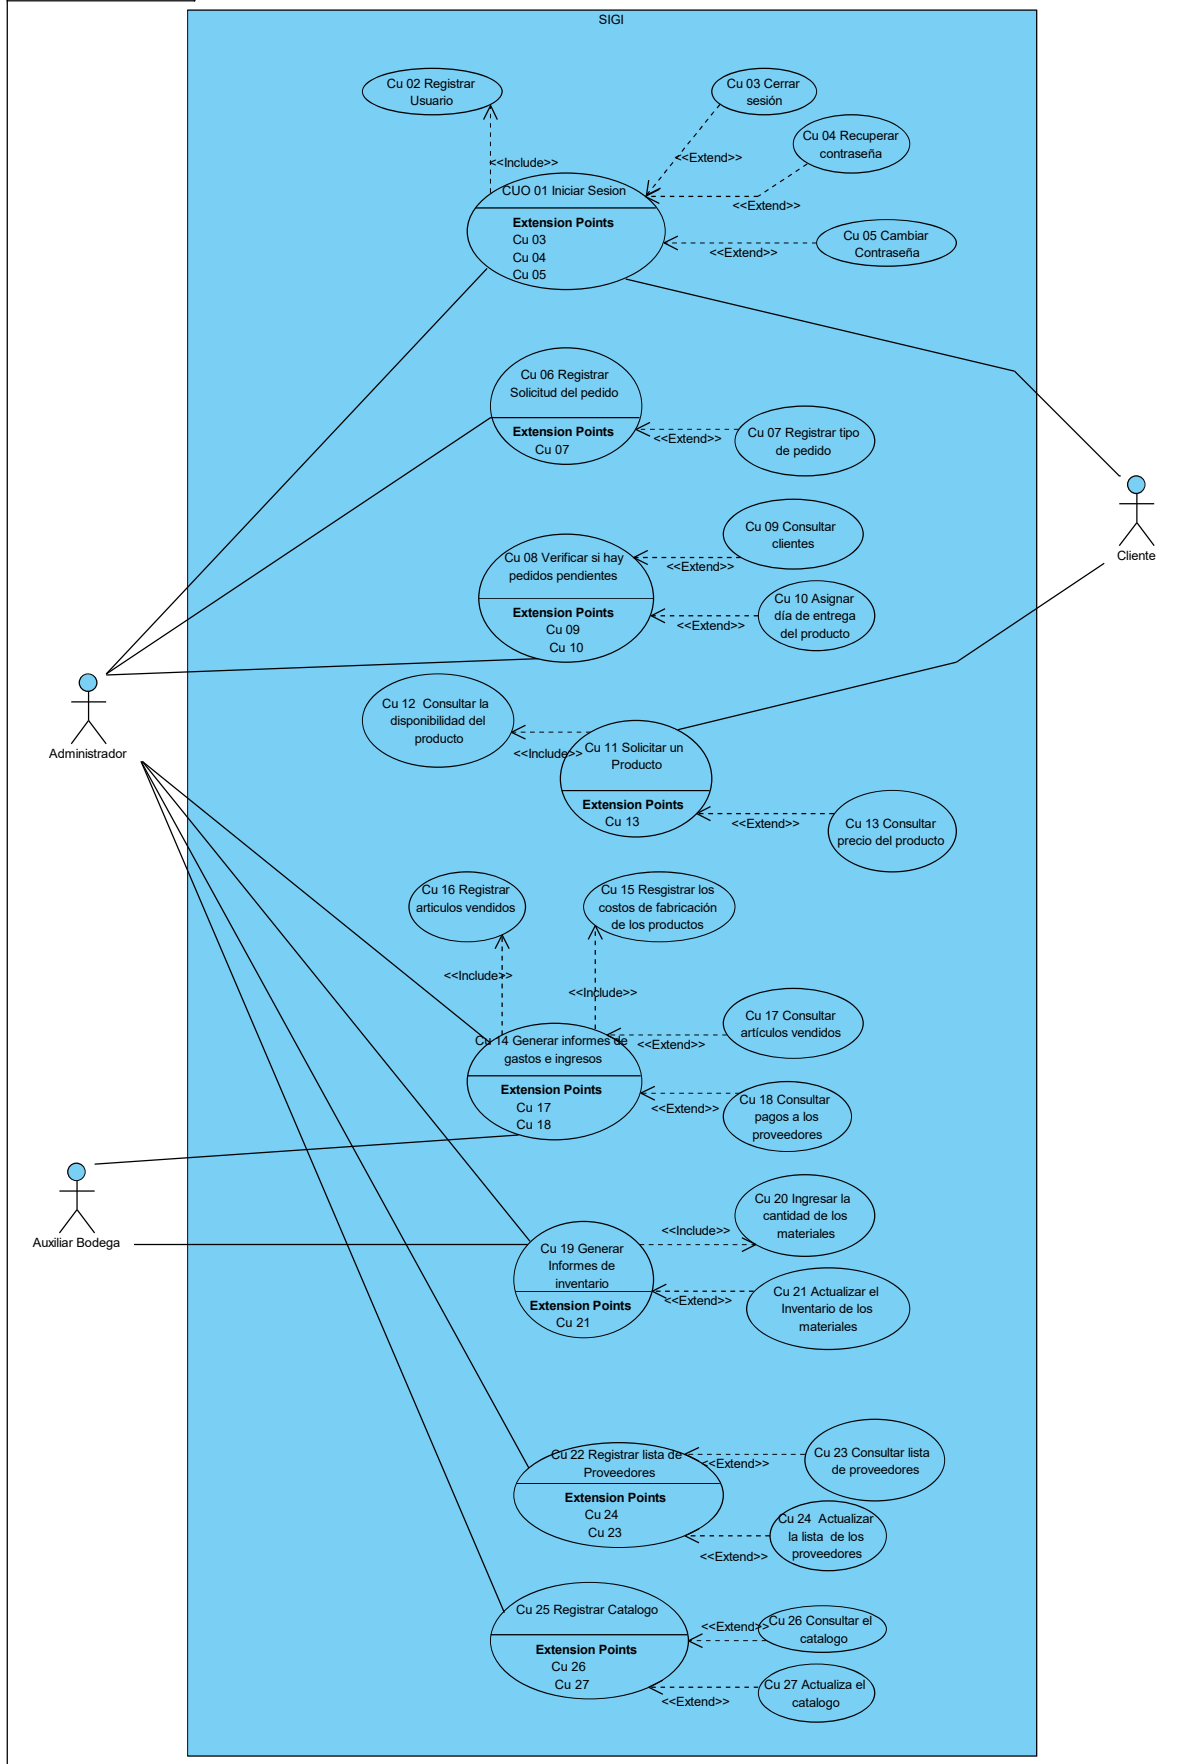 SIGI
Cu 02 Registrar
Usuario
Cu 03 Cerrar
sesión
Cu 04 Recuperar
contraseña
<<Include>>
<<Extend>>
<<Extend>>
CUO 01 Iniciar Sesion
Extension Points
Cu 03
Cu 04
Cu 05
<<Extend>>
Cu 05 Cambiar
Contraseña
Cu 06 Registrar
Solicitud del pedido
Extension Points
Cu 07
<<Extend>>
Cu 07 Registrar tipo
de pedido
Cliente
Cu 08 Verificar si hay
pedidos pendientes
Extension Points
Cu 09
Cu 10
<<Extend>>
Cu 09 Consultar
clientes
<<Extend>>
Cu 10 Asignar
día de entrega
del producto
Administrador
Cu 12  Consultar la
disponibilidad del
producto
<<Include>>
Cu 11 Solicitar un
Producto
Extension Points
Cu 13
<<Extend>>
Cu 13 Consultar
precio del producto
Cu 16 Registrar
articulos vendidos
Cu 15 Resgistrar los
costos de fabricación
de los productos
<<Include>>
<<Include>>
Cu 14 Generar informes de
gastos e ingresos
Extension Points
Cu 17
Cu 18
<<Extend>>
Cu 17 Consultar
artículos vendidos
<<Extend>>
Cu 18 Consultar
pagos a los
proveedores
Auxiliar Bodega
Cu 19 Generar
Informes de
inventario
Extension Points
Cu 21
<<Include>>
Cu 20 Ingresar la
cantidad de los
materiales
<<Extend>>
Cu 21 Actualizar el
Inventario de los
materiales
Cu 22 Registrar lista de
Proveedores
Extension Points
Cu 24
Cu 23
<<Extend>>
Cu 23 Consultar lista
de proveedores
<<Extend>>
Cu 24  Actualizar
la lista  de los
proveedores
Cu 25 Registrar Catalogo
Extension Points
Cu 26
Cu 27
<<Extend>>
Cu 26 Consultar el
catalogo
<<Extend>>
Cu 27 Actualiza el
catalogo